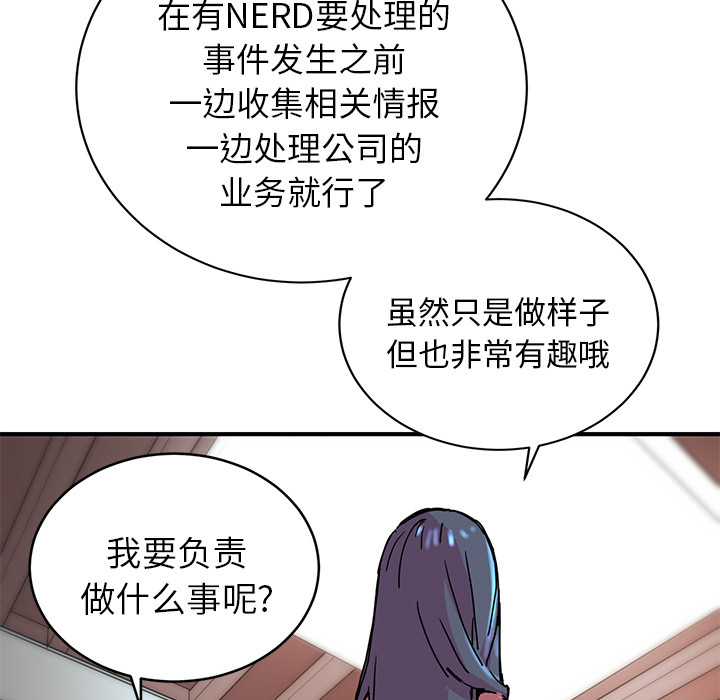 在有NERD要处理的
事件发生之前
一边收集相关情报
一边处理公司的
业务就行了
虽然只是做样子
但也非常有趣哦
我要负责
做什么事呢?